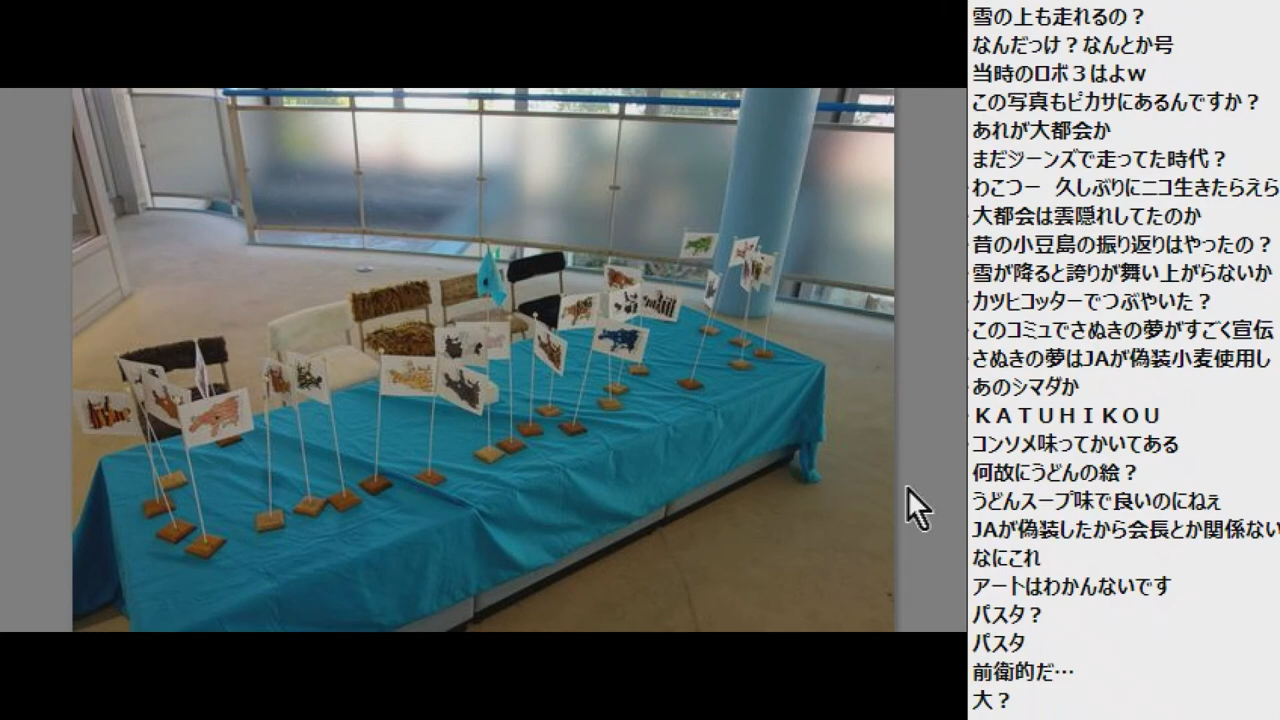 雪の上も走れるの？
なんだっけ？なんとか号
当時のロボ３はよｗ
この写真もピカサにあるんですか？
あれが大都会か
まだジーンズで走ってた時代？
わこつー　久しぶりにニコ生きたらえら
大都会は雲隠れしてたのか
昔の小豆島の振り返りはやったの？
雪が降ると誇りが舞い上がらないか
カツヒコッターでつぶやいた？
このコミュでさぬきの夢がすごく宣伝
さぬきの夢はJAが偽装小麦使用し
あのシマダか
ＫＡＴＵＨＩＫＯＵ
コンソメ味ってかいてある
何故にうどんの絵？
うどんスープ味で良いのにねぇ
JAが偽装したから会長とか関係ない
なにこれ
アートはわかんないです
パスタ？
パスタ
前衛的だ…
大？